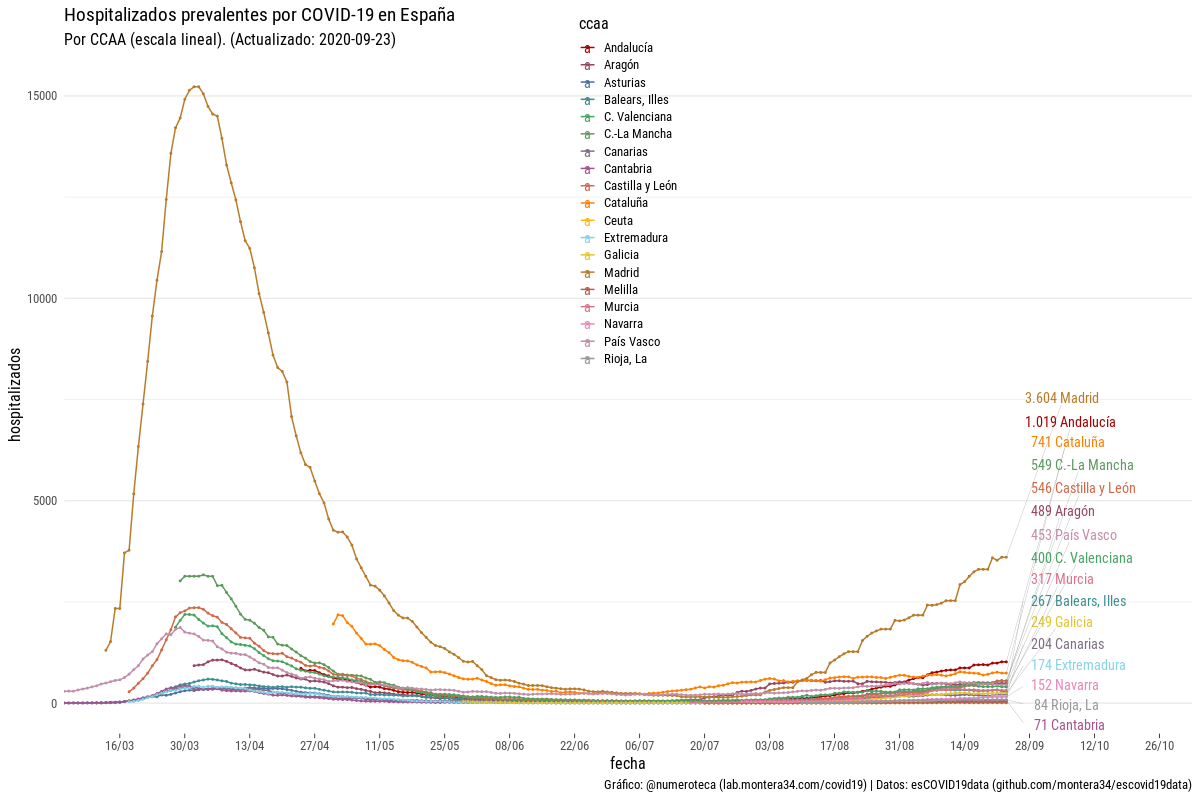 Hospitalizados prevalentes por COVID-19 en España
Por CCAA (escala lineal). (Actualizado: 2020-09-23)
ccaa
a Andalucía
a Aragón
a Asturias
a Balears, Illes
a C. Valenciana
a C.-La Mancha
a Canarias
a Cantabria
a Castilla y León
a Cataluña
a Ceuta
a Extremadura
a Galicia
a Madrid
a Melilla
a Murcia
a Navarra
a País Vasco
a Rioja, La
hospitalizados
15000
10000
5000
0
3.604 Madrid
1.019 Andalucía
741 Cataluña
549 C.-La Mancha
546 Castilla y León
489 Aragón
453 País Vasco
400 C. Valenciana
317 Murcia
267 Balears, Illes
249 Galicia
204 Canarias
174 Extremadura
152 Navarra
84 Rioja, La
71 Cantabria
16/03 30/03 13/04 27/04 11/05 25/05 08/06 22/06 06/07 20/07 03/08 17/08 31/08 14/09 28/09 12/10 26/10
fecha
Gráfico: @numeroteca (lab.montera34.com/covid19) | Datos: esCOVID19data (github.com/montera34/escovid19data)